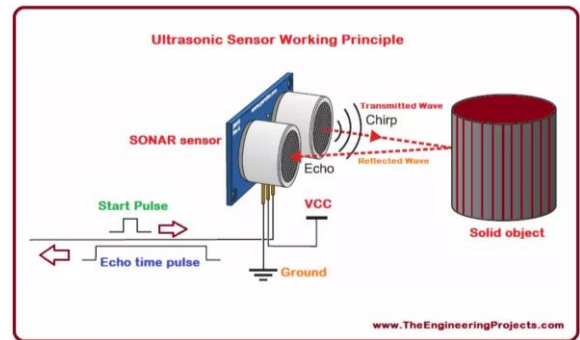 Ultrasonic Sensor Working Principle
Transmitted Wave
Chirp
SONAR sensor
Reflected Wave
Echo
Start Pulse
VCC
Solid object
Echo time pulse
Ground
www.TheEngineeringProjects.com